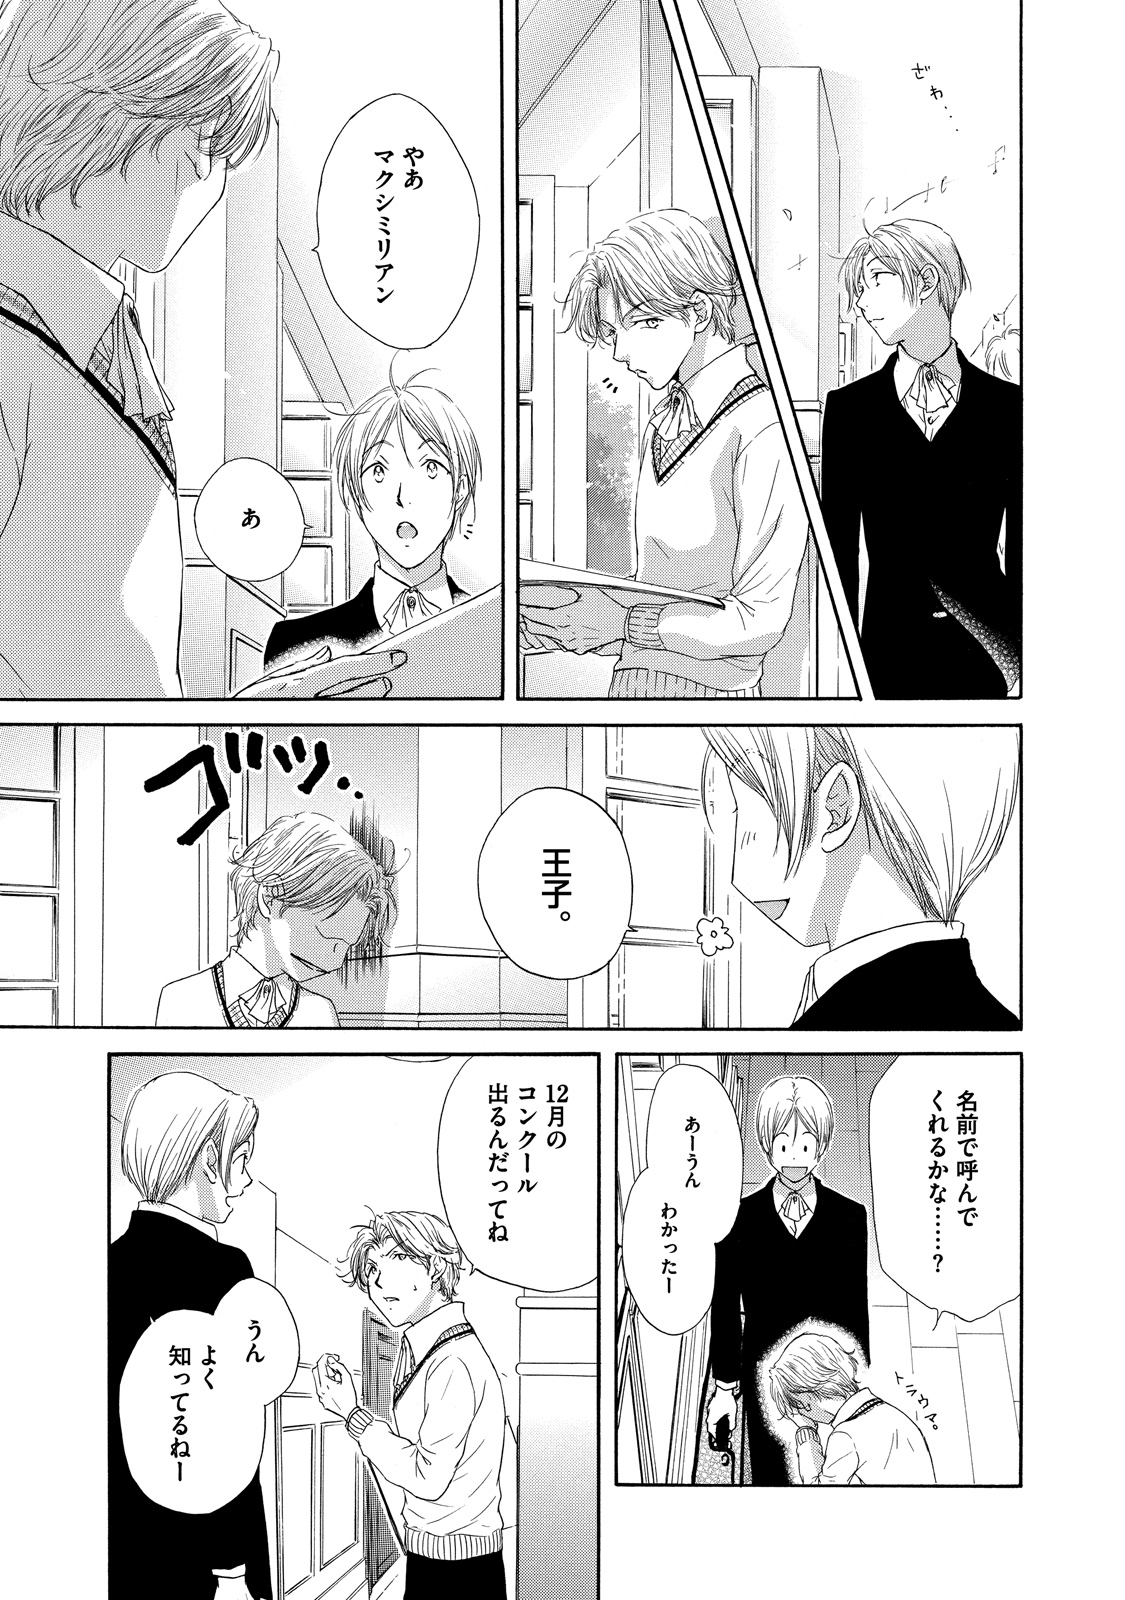 ざわ・・・
やあ
マクシミリアン
あ
王子。
ゴッ・・
名前で呼んで
くれるかな……？
あーうん
わかったー
トラウマ。
12月の
コンクール
出るんだってね
うん
よく
知ってるねー